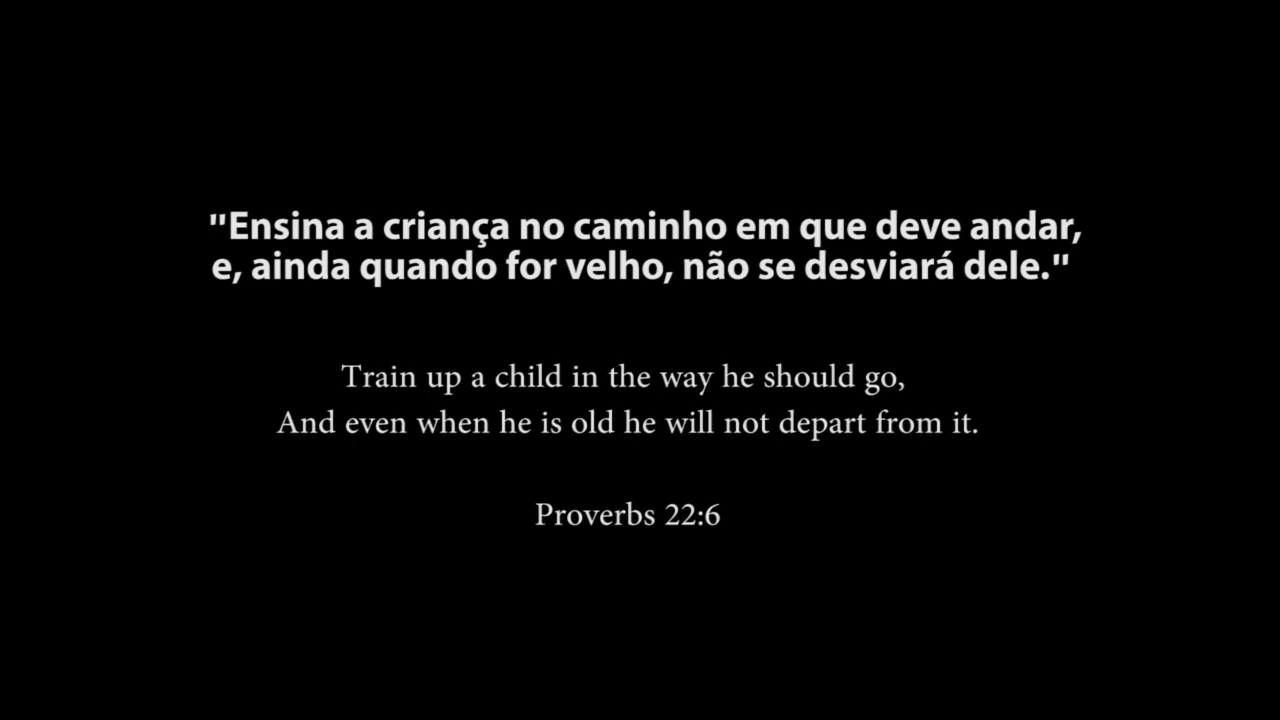 "Ensina a criança no caminho em que deve andar,
e, ainda quando for velho, não se desviará dele."
Train up a child in the way he should go,
And even when he is old he will not depart from it.
Proverbs 22:6